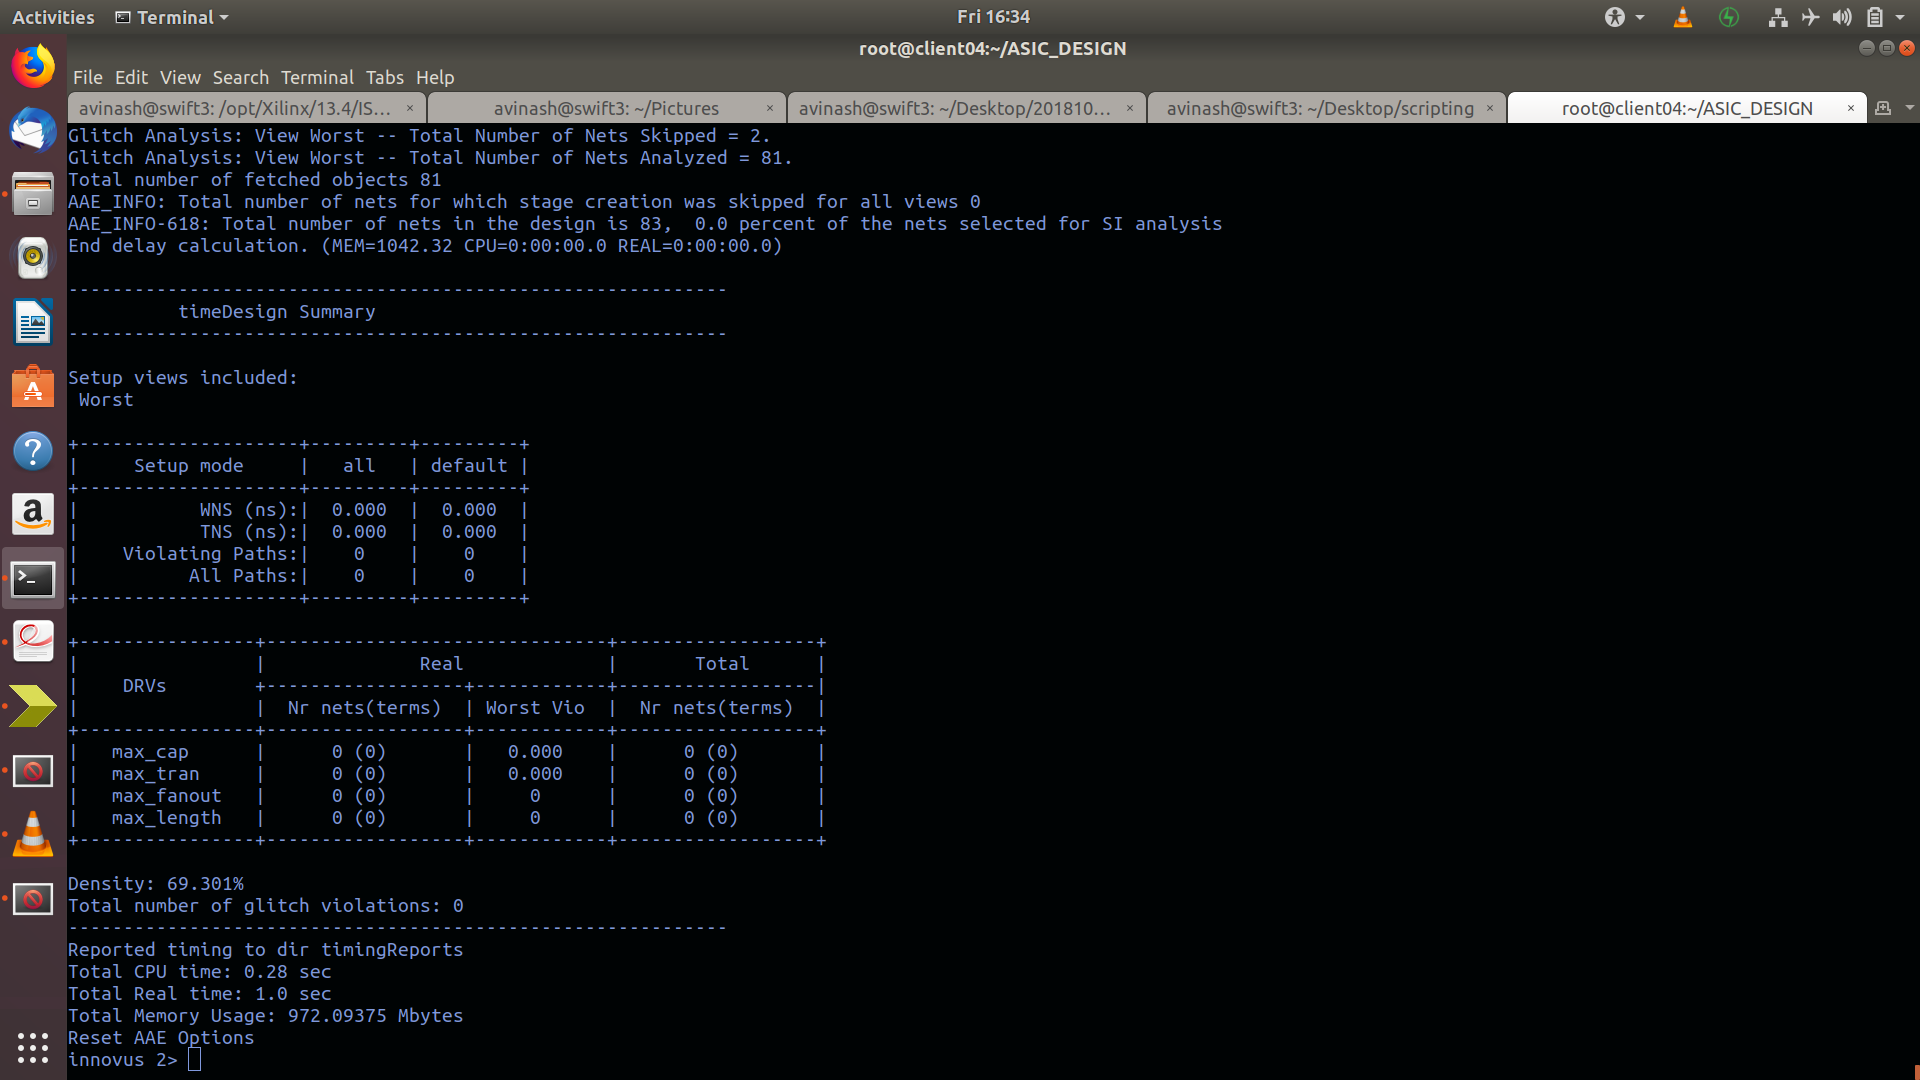 Activities Terminal Fri 16:34
root@client04:~/ASIC_DESIGN
File Edit View Search Terminal Tabs Help
avinash@swift3: /opt/Xilinx/13.4/IS... × avinash@swift3: ~/Pictures × avinash@swift3: ~/Desktop/201810... × avinash@swift3: ~/Desktop/scripting × root@client04:~/ASIC_DESIGN ×
Glitch Analysis: View Worst -- Total Number of Nets Skipped = 2.
Glitch Analysis: View Worst -- Total Number of Nets Analyzed = 81.
Total number of fetched objects 81
AAE_INFO: Total number of nets for which stage creation was skipped for all views 0
AAE_INFO-618: Total number of nets in the design is 83,  0.0 percent of the nets selected for SI analysis
End delay calculation. (MEM=1042.32 CPU=0:00:00.0 REAL=0:00:00.0)
------------------------------------------------------------
          timeDesign Summary
------------------------------------------------------------
Setup views included:
 Worst
+--------------------+---------+---------+
|     Setup mode     |   all   | default |
+--------------------+---------+---------+
|           WNS (ns):|  0.000  |  0.000  |
|           TNS (ns):|  0.000  |  0.000  |
|    Violating Paths:|    0    |    0    |
|          All Paths:|    0    |    0    |
+--------------------+---------+---------+
+----------------+-------------------------------+------------------+
|                |              Real             |       Total      |
|    DRVs        +------------------+------------+------------------|
|                |  Nr nets(terms)  | Worst Vio  |  Nr nets(terms)  |
+----------------+------------------+------------+------------------+
|   max_cap      |      0 (0)       |   0.000    |      0 (0)       |
|   max_tran     |      0 (0)       |   0.000    |      0 (0)       |
|   max_fanout   |      0 (0)       |     0      |      0 (0)       |
|   max_length   |      0 (0)       |     0      |      0 (0)       |
+----------------+------------------+------------+------------------+
Density: 69.301%
Total number of glitch violations: 0
------------------------------------------------------------
Reported timing to dir timingReports
Total CPU time: 0.28 sec
Total Real time: 1.0 sec
Total Memory Usage: 972.09375 Mbytes
Reset AAE Options
innovus 2>